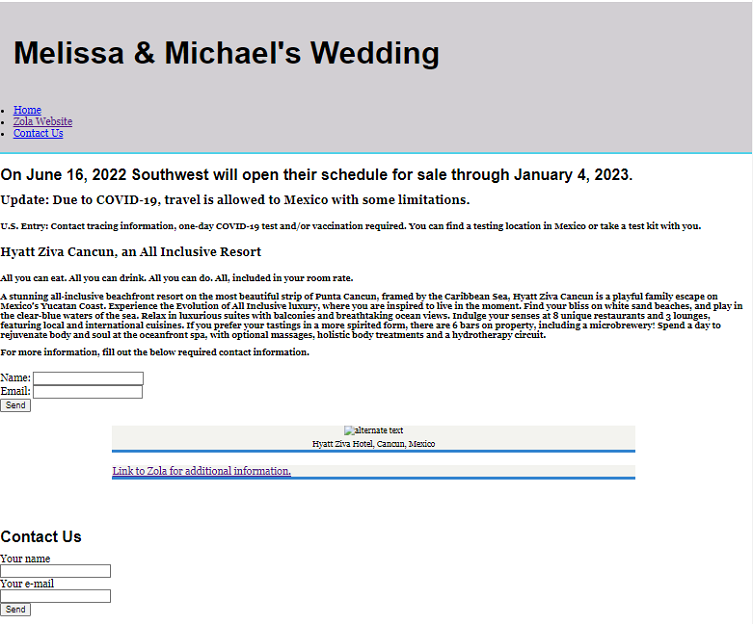 Melissa & Michael's Wedding
Home
Zola Website
Contact Us
On June 16, 2022 Southwest will open their schedule for sale through January 4, 2023.
Update: Due to COVID-19, travel is allowed to Mexico with some limitations.
U.S. Entry: Contact tracing information, one-day COVID-19 test and/or vaccination required. You can find a testing location in Mexico or take a test kit with you.
Hyatt Ziva Cancun, an All Inclusive Resort
All you can eat. All you can drink. All you can do. All, included in your room rate.
A stunning all-inclusive beachfront resort on the most beautiful strip of Punta Cancun, framed by the Caribbean Sea, Hyatt Ziva Cancun is a playful family escape on
Mexico's Yucatan Coast. Experience the Evolution of All Inclusive luxury, where you are inspired to live in the moment. Find your bliss on white sand beaches, and play in
the clear-blue waters of the sea. Relax in luxurious suites with balconies and breathtaking ocean views. Indulge your senses at 8 unique restaurants and 3 lounges,
featuring local and international cuisines. If you prefer your tastings in a more spirited form, there are 6 bars on property, including a microbrewery! Spend a day to
rejuvenate body and soul at the oceanfront spa, with optional massages, holistic body treatments and a hydrotherapy circuit.
For more information, fill out the below required contact information.
Name:
Email:
Send
alternate text
Hyatt Ziva Hotel, Cancun, Mexico
Link to Zola for additional information.
Contact Us
Your name
Your e-mail
Send